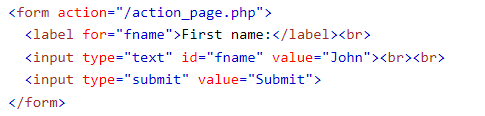 <form action="/action_page.php">
  <label for="fname">First name:</label><br>
  <input type="text" id="fname" value="John"><br><br>
  <input type="submit" value="Submit">
</form>